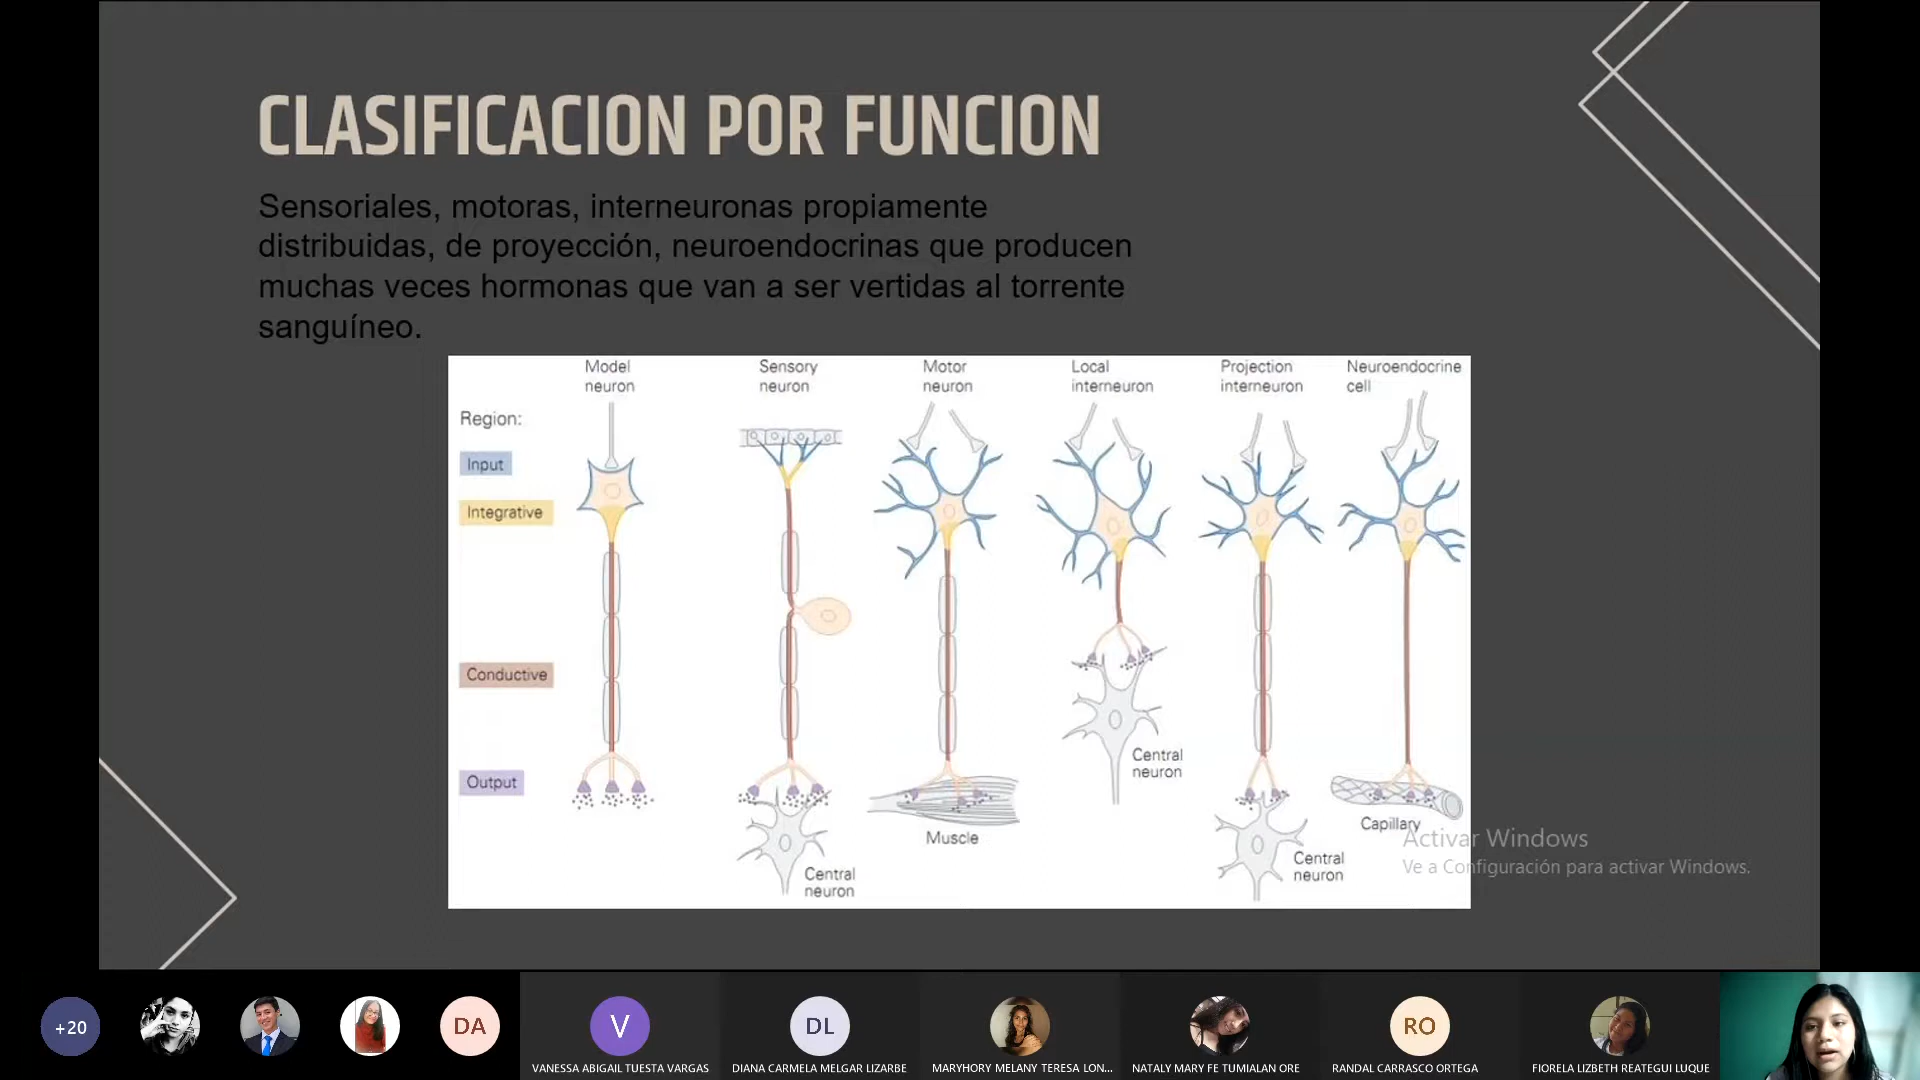 CLASIFICACION POR FUNCION
Sensoriales, motoras, interneuronas propiamente
distribuidas, de proyección, neuroendocrinas que producen
muchas veces hormonas que van a ser vertidas al torrente
sanguíneo.
Model
neuron
Sensory
neuron
Motor
neuron
Local
interneuron
Projection
interneuron
Neuroendocrine
cell
Region:
Input
Integrative
Conductive
Output
Central
neuron
Muscle
Central
neuron
Central
neuron
Capillary
Activar Windows
Ve a Configuración para activar Windows.
+20
DA
V
DL
RO
VANESSA ABIGAIL TUESTA VARGAS
DIANA CARMELA MELGAR LIZARBE
MARYHORY MELANY TERESA LON...
NATALY MARY FE TUMIALAN ORE
RANDAL CARRASCO ORTEGA
FIORELA LIZBETH REATEGUI LUQUE